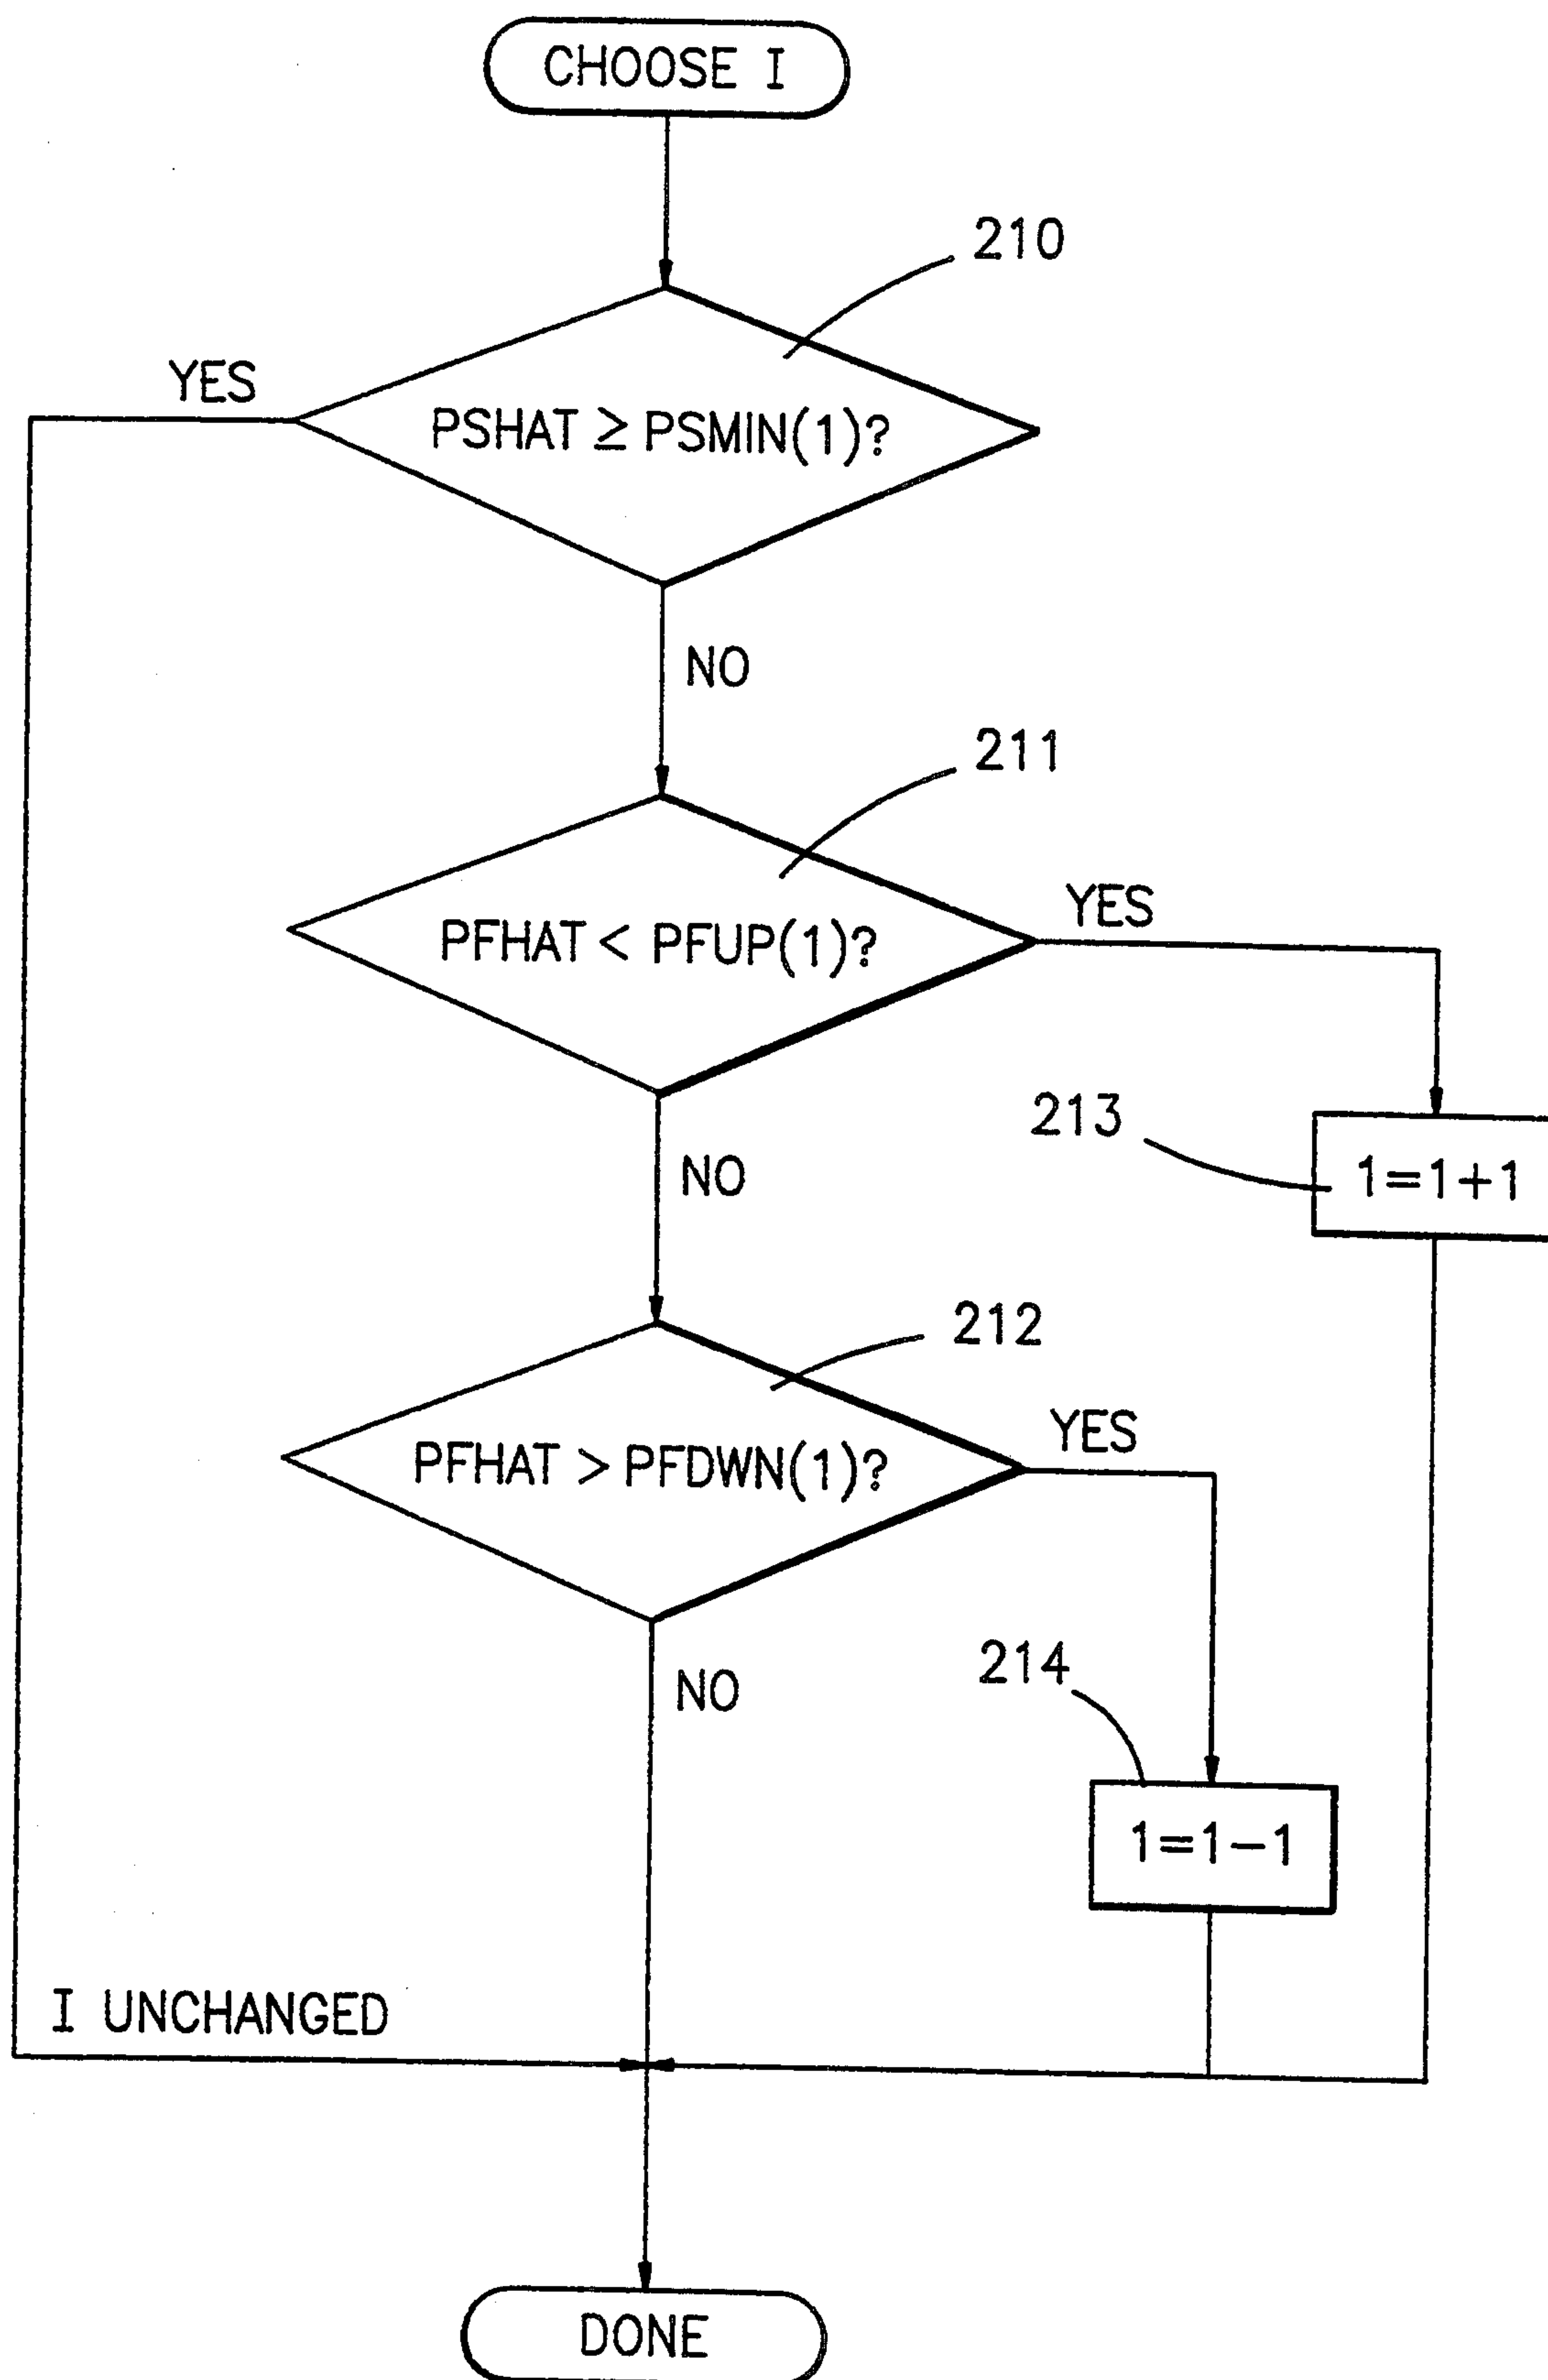 CHOOSE I
210
YES
PSHAT ≥ PSMIN(1)?
NO
211
YES
PFHAT < PFUP(1)?
213
1=1+1
NO
212
YES
PFHAT > PFDWN(1)?
214
NO
1=1-1
I UNCHANGED
DONE